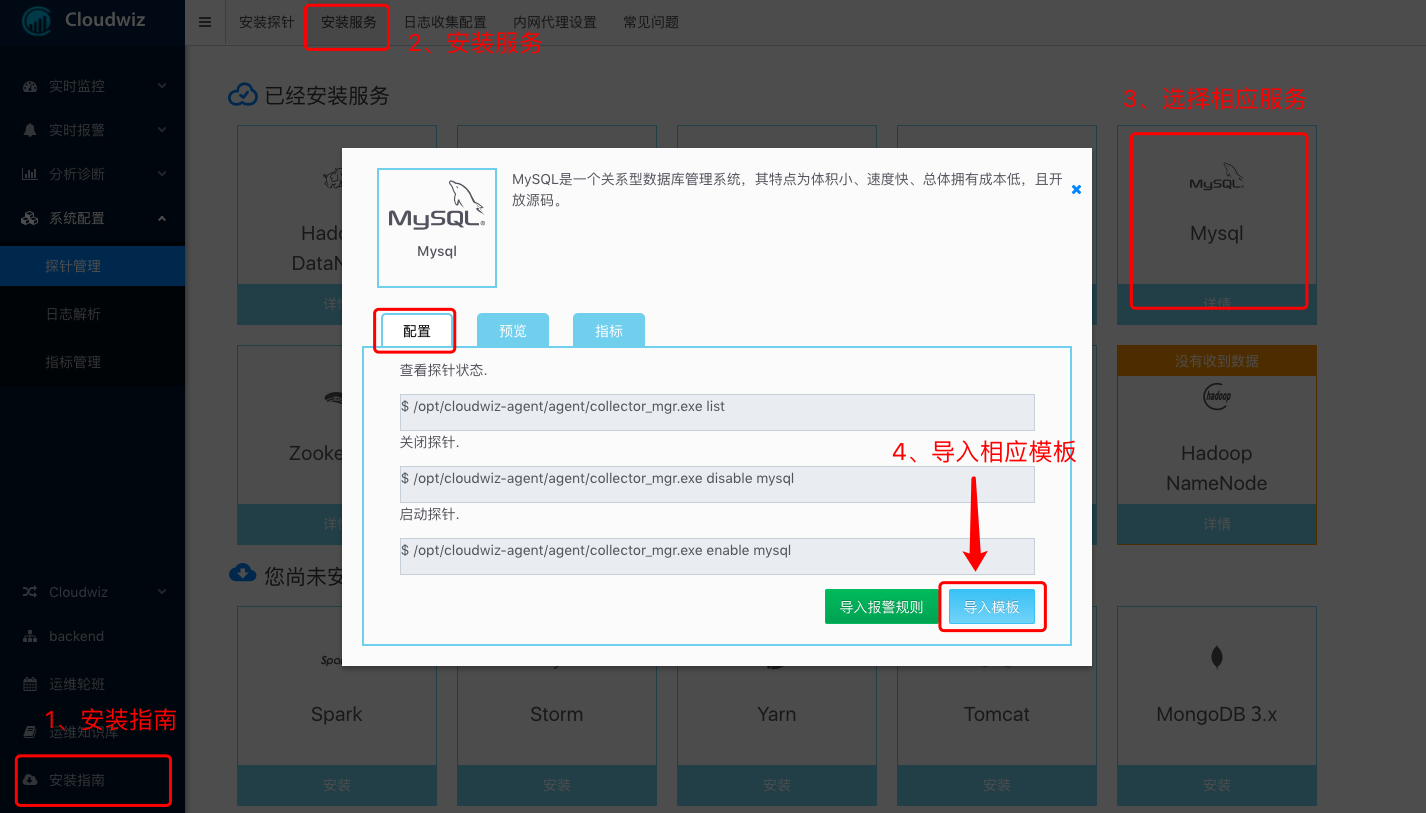 Cloudwiz
安装探针
安装服务
日志收集配置
内网代理设置
常见问题
2、安装服务
实时监控
实时报警
分析诊断
系统配置
探针管理
日志解析
指标管理
Cloudwiz
backend
运维轮班
1、安装指南
运维知识库
安装指南
已经安装服务
3、选择相应服务
MySQL
Mysql
详情
MySQL
Mysql
MySQL是一个关系型数据库管理系统，其特点为体积小、速度快、总体拥有成本低，且开
放源码。
配置
预览
指标
查看探针状态.
$ /opt/cloudwiz-agent/agent/collector_mgr.exe list
关闭探针.
$ /opt/cloudwiz-agent/agent/collector_mgr.exe disable mysql
启动探针.
$ /opt/cloudwiz-agent/agent/collector_mgr.exe enable mysql
4、导入相应模板
导入报警规则
导入模板
没有收到数据
hadoop
Hadoop
NameNode
详情
Spark
安装
Storm
安装
Yarn
安装
Tomcat
安装
MongoDB 3.x
安装